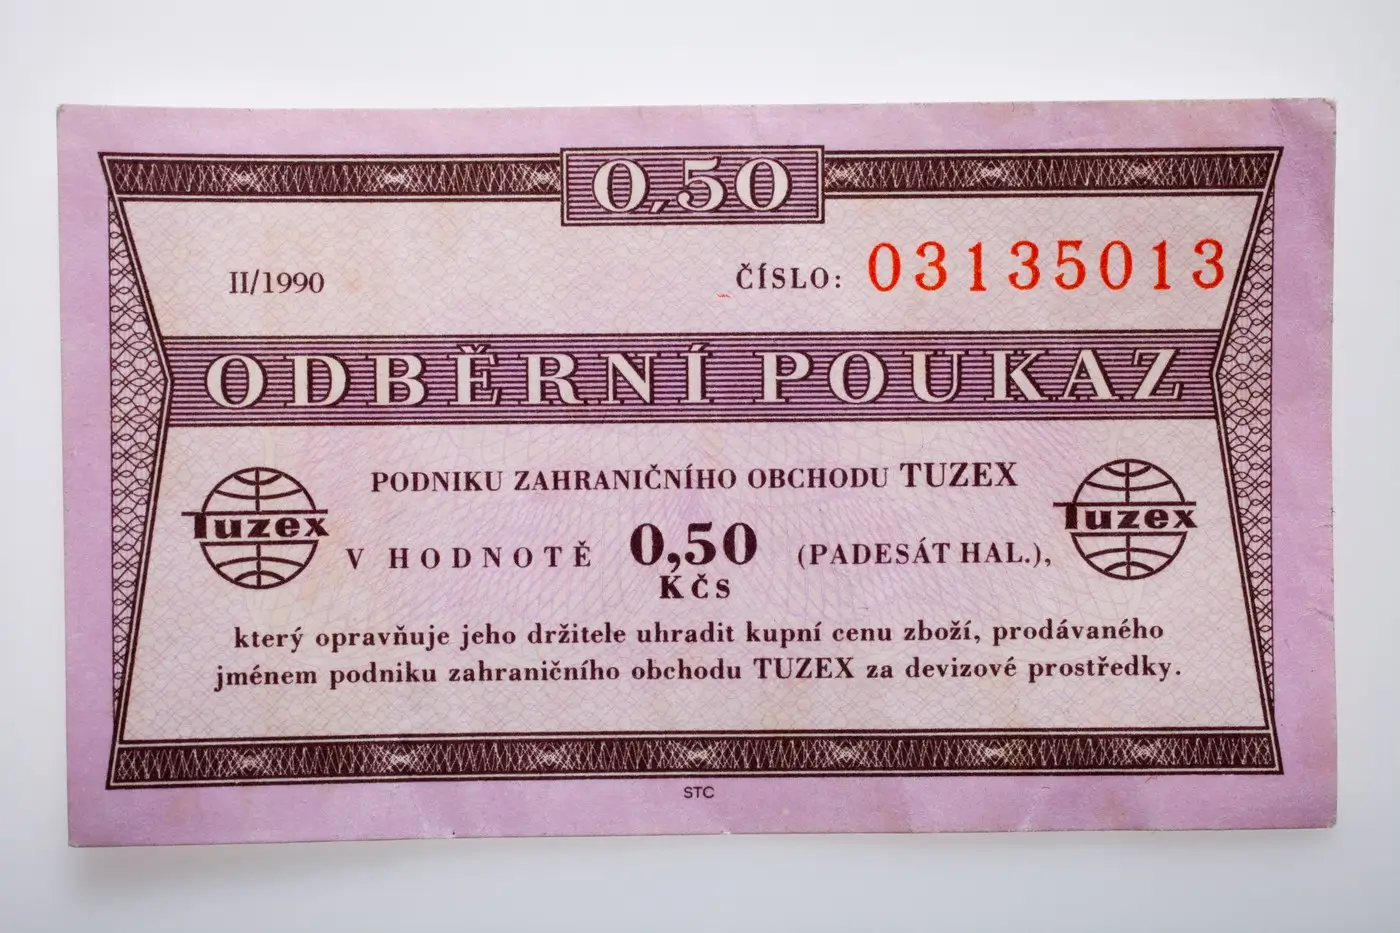 0,50
II/1990 ČÍSLO: 03135013
ODBĚRNÍ POUKAZ
PODNIKU ZAHRANIČNÍHO OBCHODU TUZEX
Tuzex V HODNOTĚ 0,50 (PADESÁT HAL.), Tuzex
KČS
který opravňuje jeho držitele uhradit kupní cenu zboží, prodávaného
jménem podniku zahraničního obchodu TUZEX za devizové prostředky.
STC